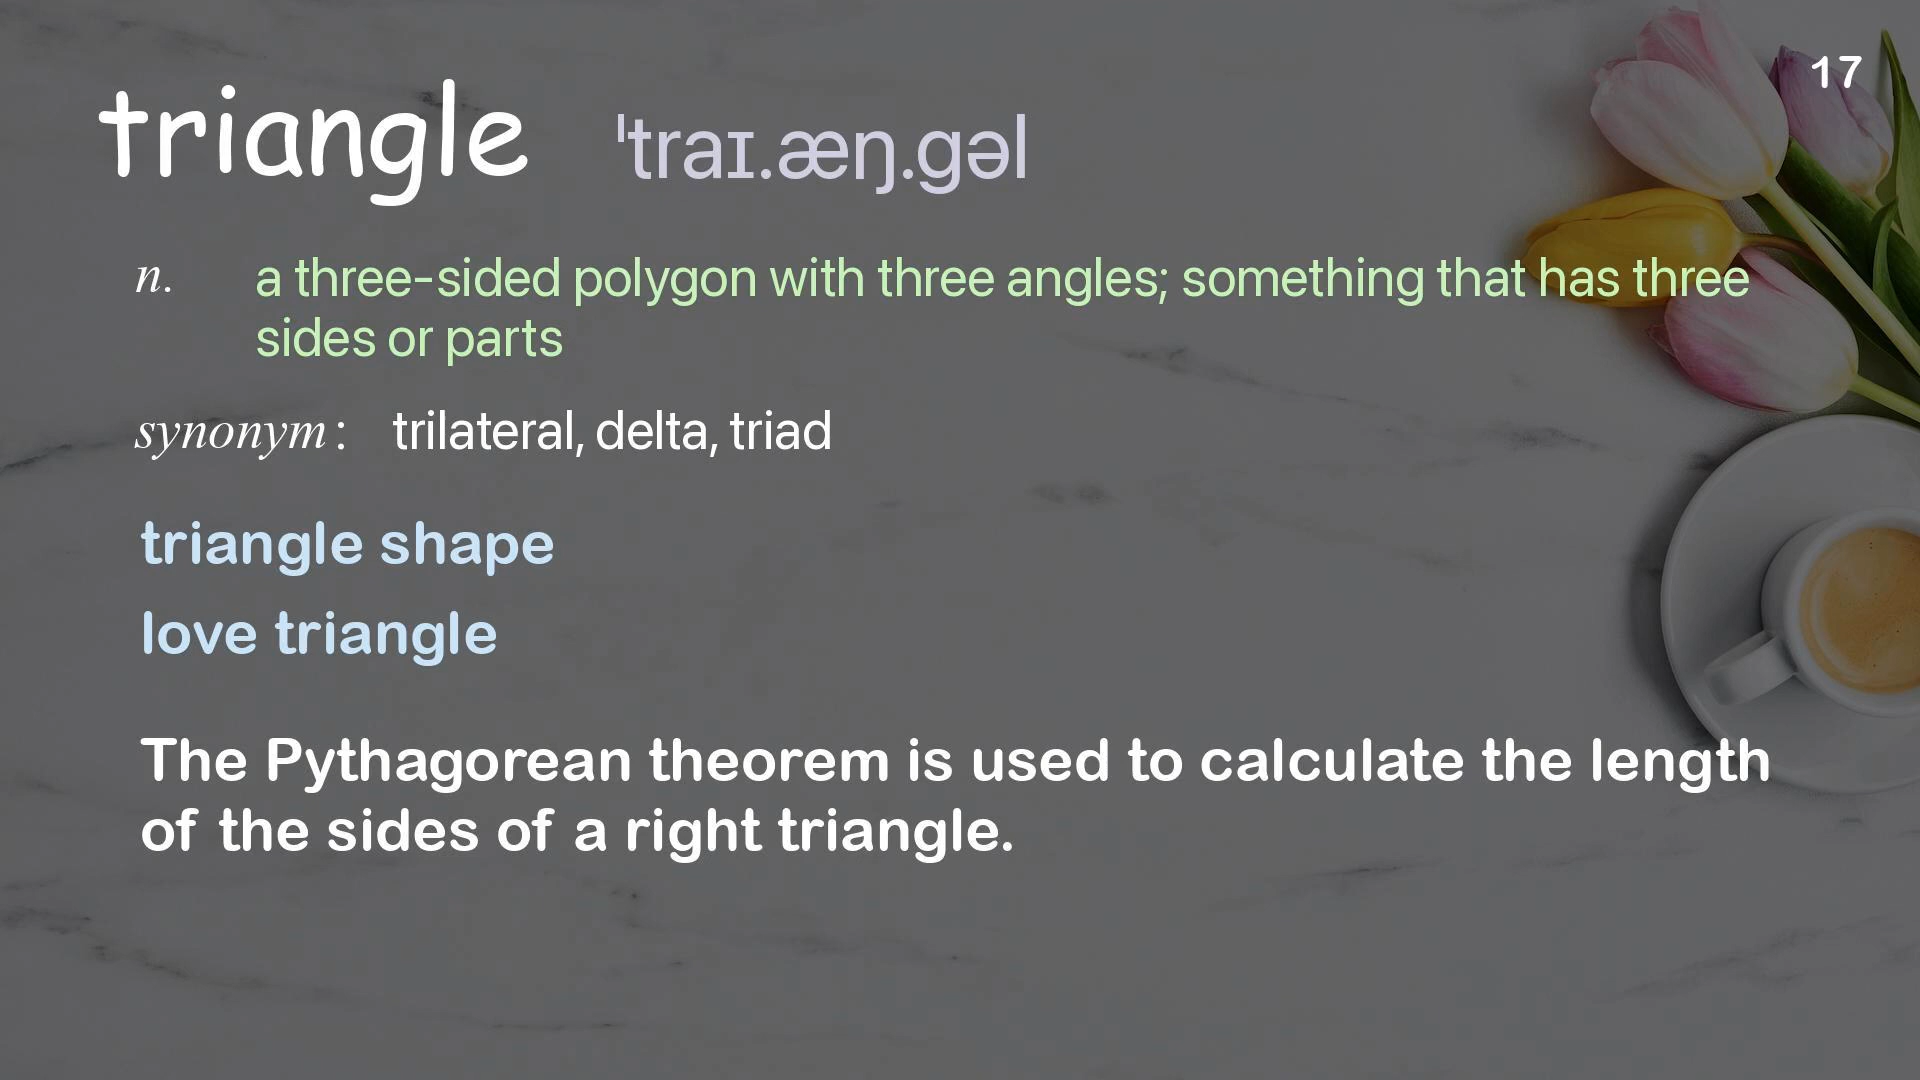 17
triangle ˈtraɪ.æŋ.gəl
n. a three-sided polygon with three angles; something that has three
sides or parts
synonym: trilateral, delta, triad
triangle shape
love triangle
The Pythagorean theorem is used to calculate the length
of the sides of a right triangle.